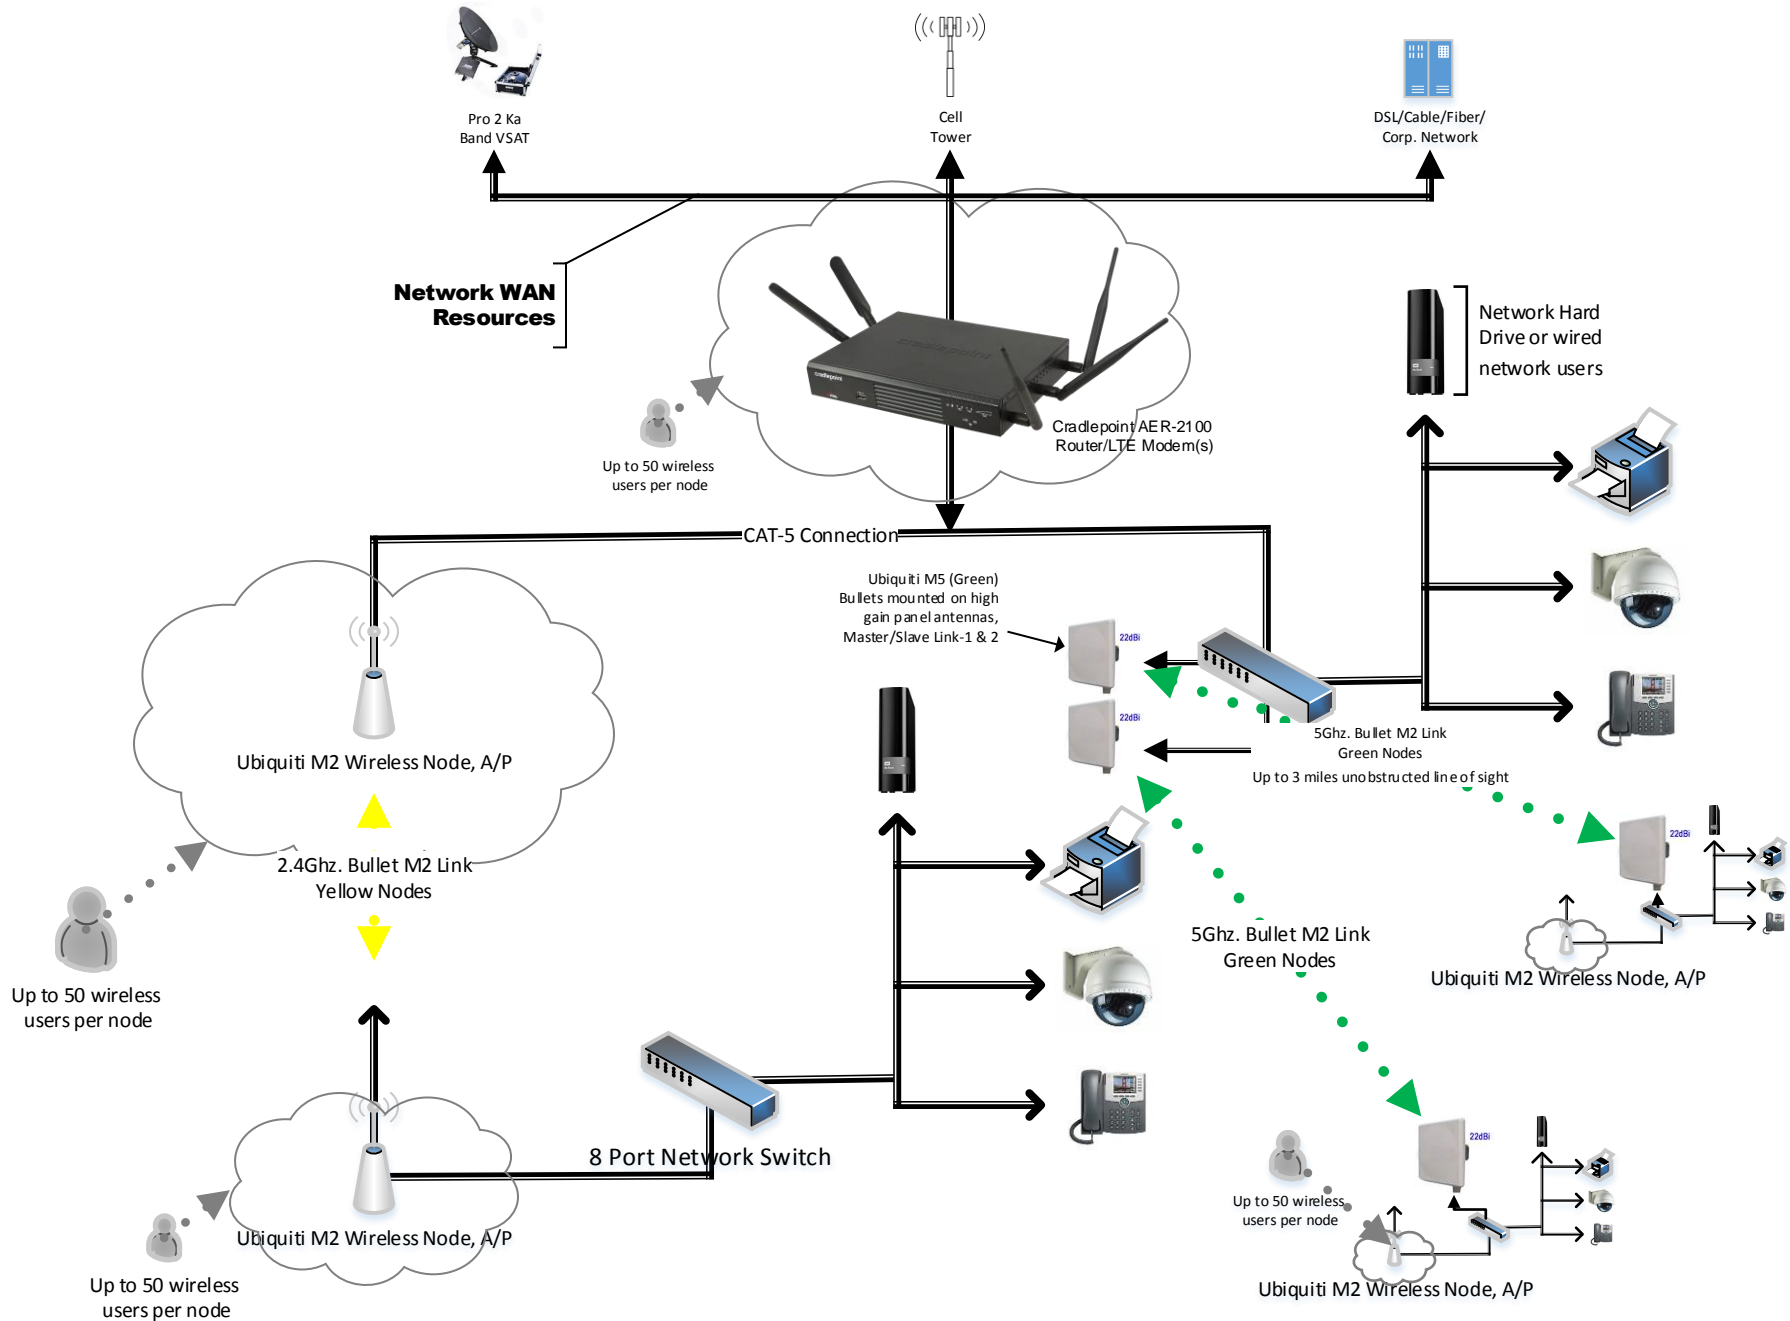 Pro 2 Ka
Band VSAT
Cell
Tower
DSL/Cable/Fiber/
Corp. Network
Network WAN
Resources
Network Hard
Drive or wired
network users
cradlepoint
cradlepoint
Cradlepoint AER-2100
Router/LTE Modem(s)
Up to 50 wireless
users per node
CAT-5 Connection
Ubiquiti M5 (Green)
Bullets mounted on high
gain panel antennas,
Master/Slave Link-1 & 2
22dBi
22dBi
5Ghz. Bullet M2 Link
Green Nodes
Up to 3 miles unobstructed line of sight
Ubiquiti M2 Wireless Node, A/P
2.4Ghz. Bullet M2 Link
Yellow Nodes
22dBi
5Ghz. Bullet M2 Link
Green Nodes
Ubiquiti M2 Wireless Node, A/P
Up to 50 wireless
users per node
8 Port Network Switch
22dBi
Up to 50 wireless
users per node
Ubiquiti M2 Wireless Node, A/P
Up to 50 wireless
users per node
Ubiquiti M2 Wireless Node, A/P